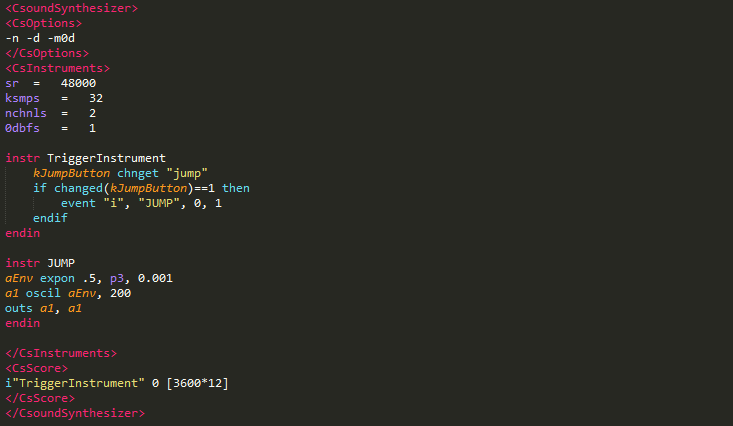 <CsoundSynthesizer>
<CsOptions>
-n -d -m0d
</CsOptions>
<CsInstruments>
sr  =   48000
ksmps   =   32
nchnls  =   2
0dbfs   =   1

instr TriggerInstrument
    kJumpButton chnget "jump"
    if changed(kJumpButton)==1 then
        event "i", "JUMP", 0, 1
    endif
endin

instr JUMP
aEnv expon .5, p3, 0.001
a1 oscil aEnv, 200
outs a1, a1
endin

</CsInstruments>
<CsScore>
i"TriggerInstrument" 0 [3600*12]
</CsScore>
</CsoundSynthesizer>